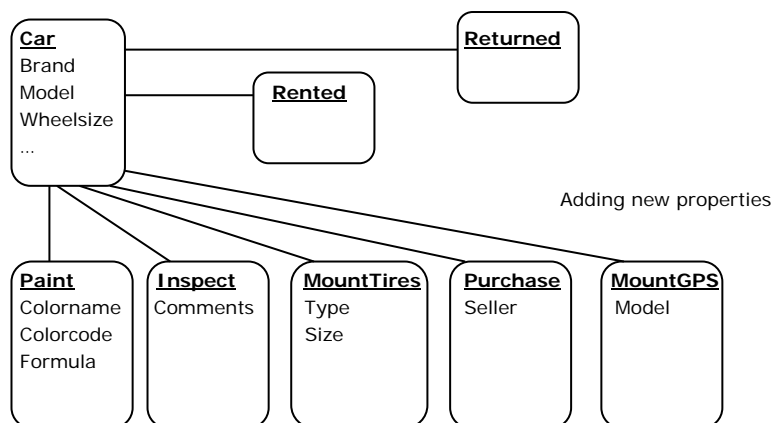 Car
Brand
Model
Wheelsize
...
Returned
Rented
Adding new properties
Paint
Colorname
Colorcode
Formula
Inspect
Comments
MountTires
Type
Size
Purchase
Seller
MountGPS
Model